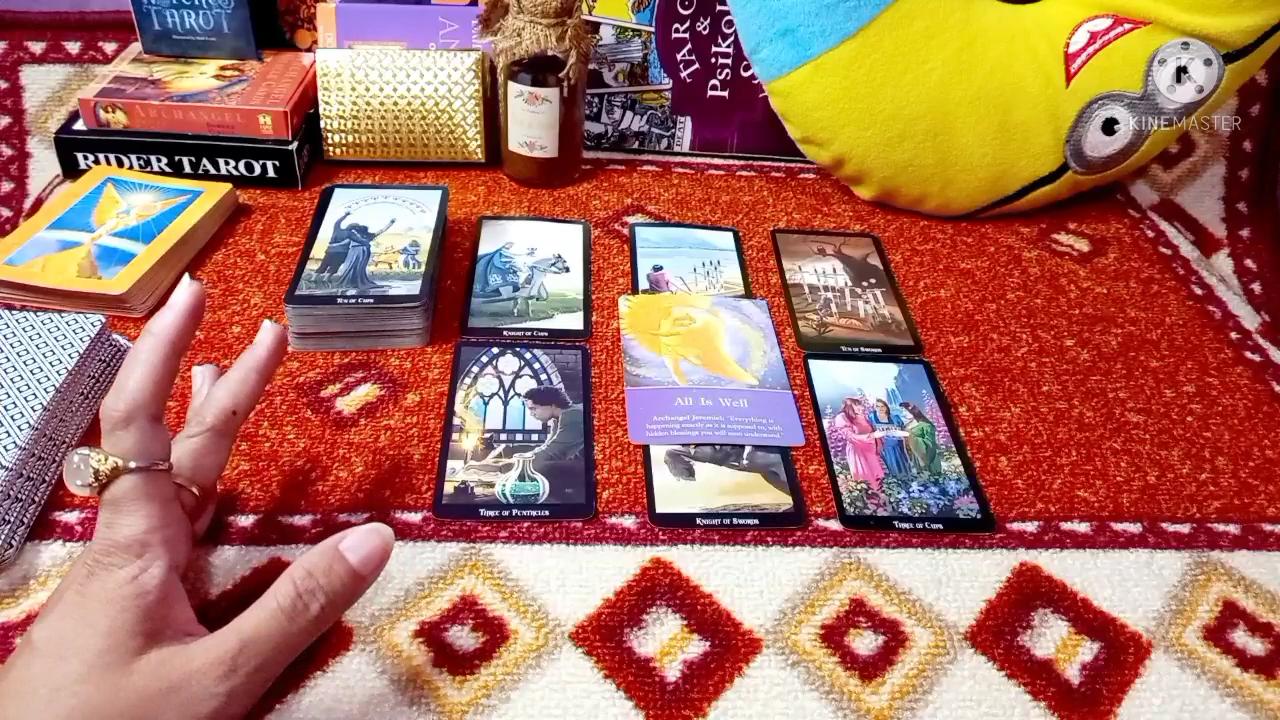 WITCHES
TAROT
ARCHANGEL
RIDER TAROT
TAROT
&
Psikol
KINEMASTER
TEN OF CUPS
KNIGHT OF CUPS
TEN OF SWORDS
All Is Well
Archangel Jeremiel: "Everything is
happening exactly as it is supposed to, with
hidden blessings you will soon understand."
THREE OF PENTACLES
KNIGHT OF SWORDS
THREE OF CUPS